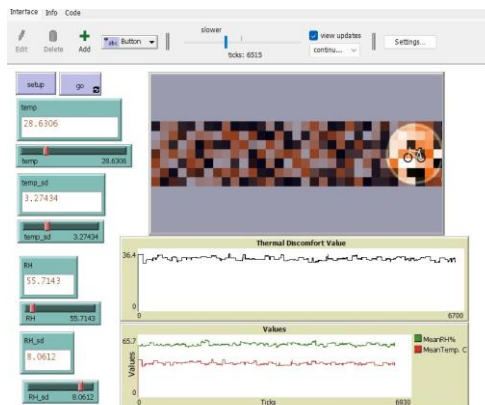 Interface Info Code
Edit Delete Add
abc Button
slower
ticks: 6515
view updates
continu...
Settings...
setup
go
temp
28.6306
temp 28.6306
temp_sd
3.27434
temp_sd 3.27434
RH
55.7143
RH 55.7143
RH_sd
8.0612
RH_sd 8.0612
Thermal Discomfort Value
36.4
0
0 6700
Values
65.7
Values
0
0 Ticks 6930
MeanRH%
MeanTemp. C